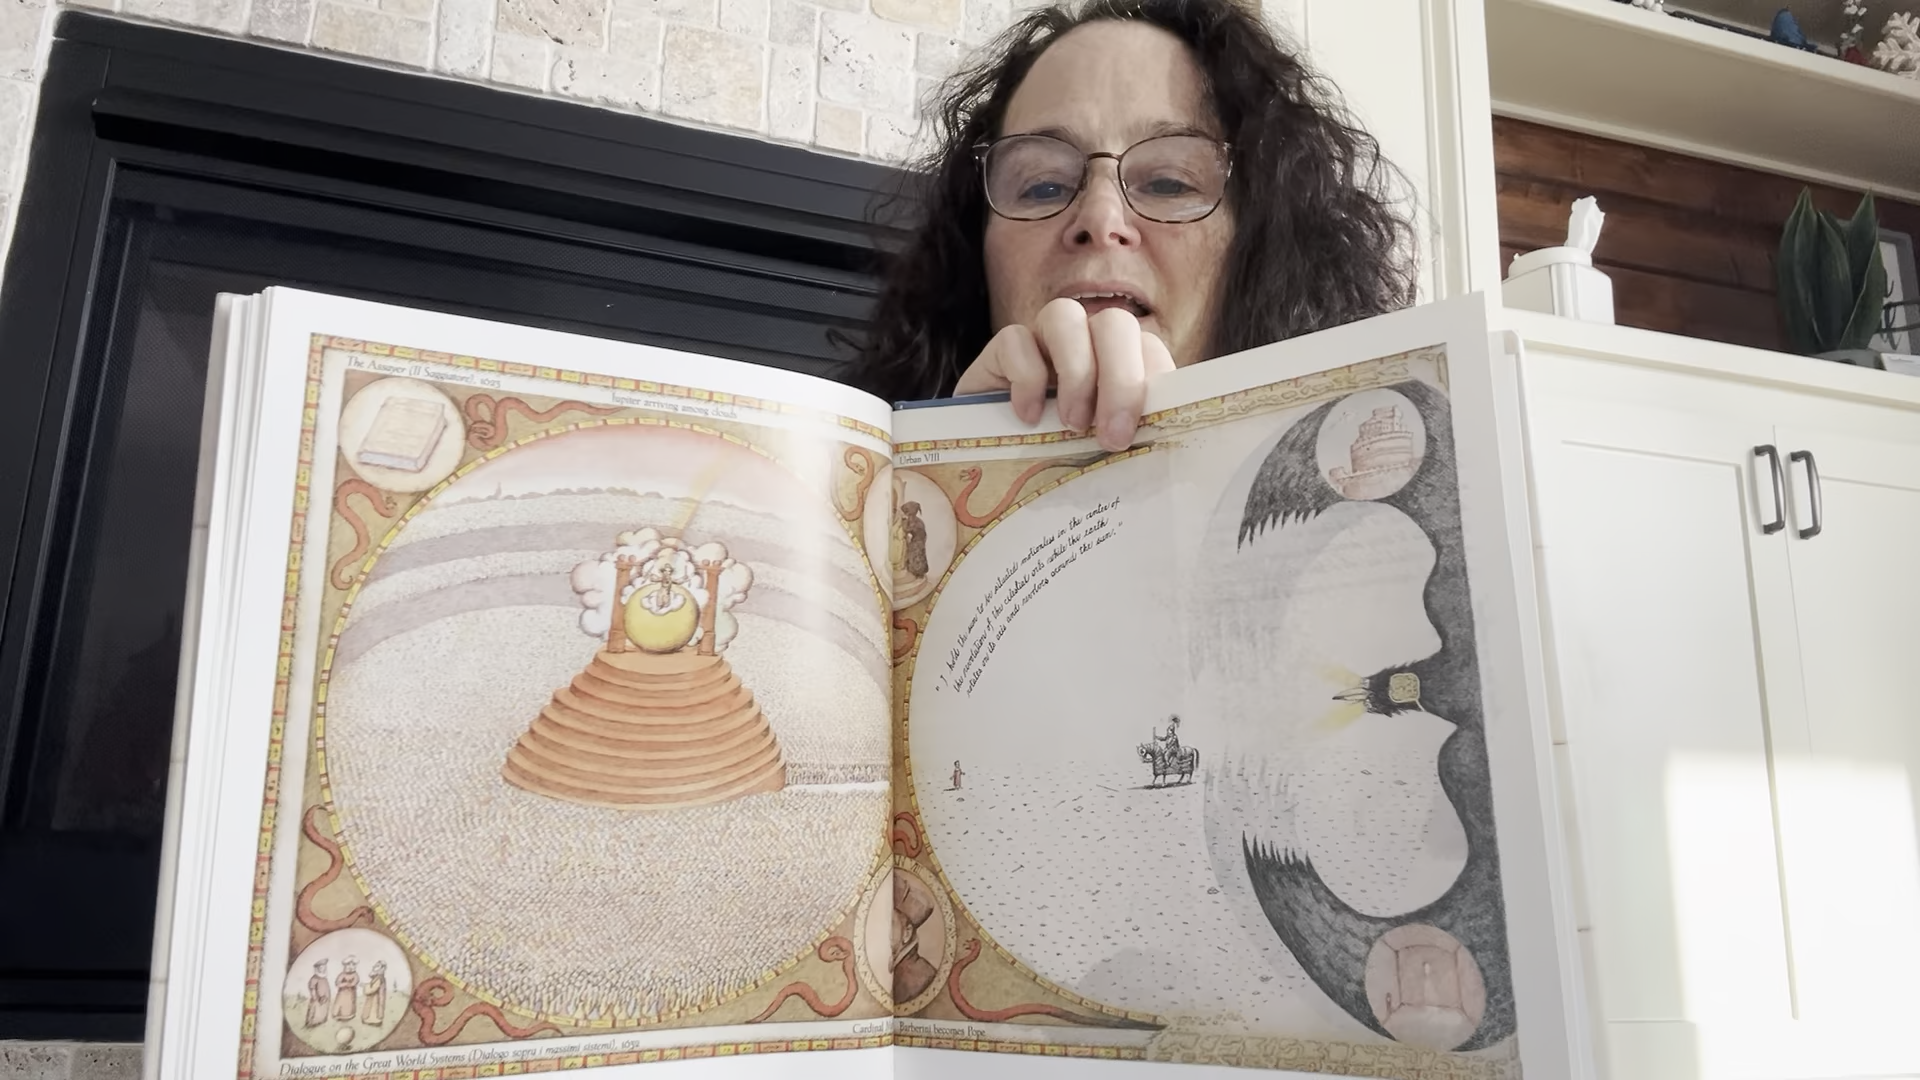 The Assayer (Il Saggiatore), 1623
Jupiter arriving among clouds
Urban VIII
" I hold the sun to be situated motionless in the centre of
the revolution of the celestial orbs while the earth
rotates on its axis and revolves around the sun. "
Cardinal
Barberini becomes Pope
Dialogue on the Great World Systems (Dialogo sopra i massimi sistemi), 1632